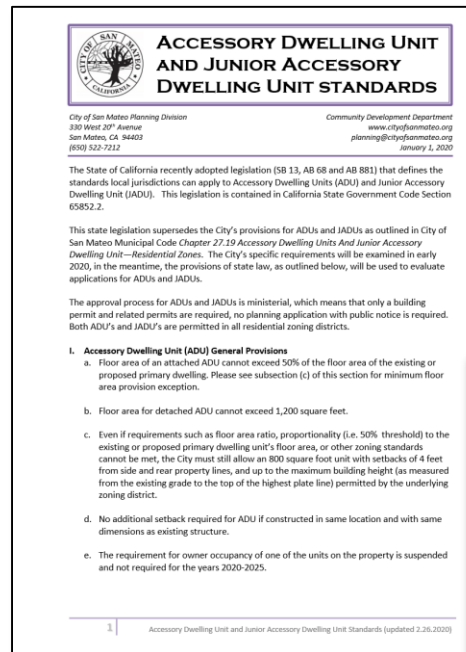 CITY OF SAN MATEO
CALIFORNIA
ACCESSORY DWELLING UNIT
AND JUNIOR ACCESSORY
DWELLING UNIT STANDARDS
City of San Mateo Planning Division
330 West 20th Avenue
San Mateo, CA 94403
(650) 522-7212
Community Development Department
www.cityofsanmateo.org
planning@cityofsanmateo.org
January 1, 2020
The State of California recently adopted legislation (SB 13, AB 68 and AB 881) that defines the
standards local jurisdictions can apply to Accessory Dwelling Units (ADU) and Junior Accessory
Dwelling Unit (JADU). This legislation is contained in California State Government Code Section
65852.2.
This state legislation supersedes the City's provisions for ADUs and JADUs as outlined in City of
San Mateo Municipal Code Chapter 27.19 Accessory Dwelling Units And Junior Accessory
Dwelling Unit—Residential Zones. The City's specific requirements will be examined in early
2020, in the meantime, the provisions of state law, as outlined below, will be used to evaluate
applications for ADUs and JADUs.
The approval process for ADUs and JADUs is ministerial, which means that only a building
permit and related permits are required, no planning application with public notice is required.
Both ADU's and JADU's are permitted in all residential zoning districts.
I. Accessory Dwelling Unit (ADU) General Provisions
a. Floor area of an attached ADU cannot exceed 50% of the floor area of the existing or
proposed primary dwelling. Please see subsection (c) of this section for minimum floor
area provision exception.
b. Floor area for detached ADU cannot exceed 1,200 square feet.
c. Even if requirements such as floor area ratio, proportionality (i.e. 50% threshold) to the
existing or proposed primary dwelling unit's floor area, or other zoning standards
cannot be met, the City must still allow an 800 square foot unit with setbacks of 4 feet
from side and rear property lines, and up to the maximum building height (as measured
from the existing grade to the top of the highest plate line) permitted by the underlying
zoning district.
d. No additional setback required for ADU if constructed in same location and with same
dimensions as existing structure.
e. The requirement for owner occupancy of one of the units on the property is suspended
and not required for the years 2020-2025.
1
Accessory Dwelling Unit and Junior Accessory Dwelling Unit Standards (updated 2.26.2020)